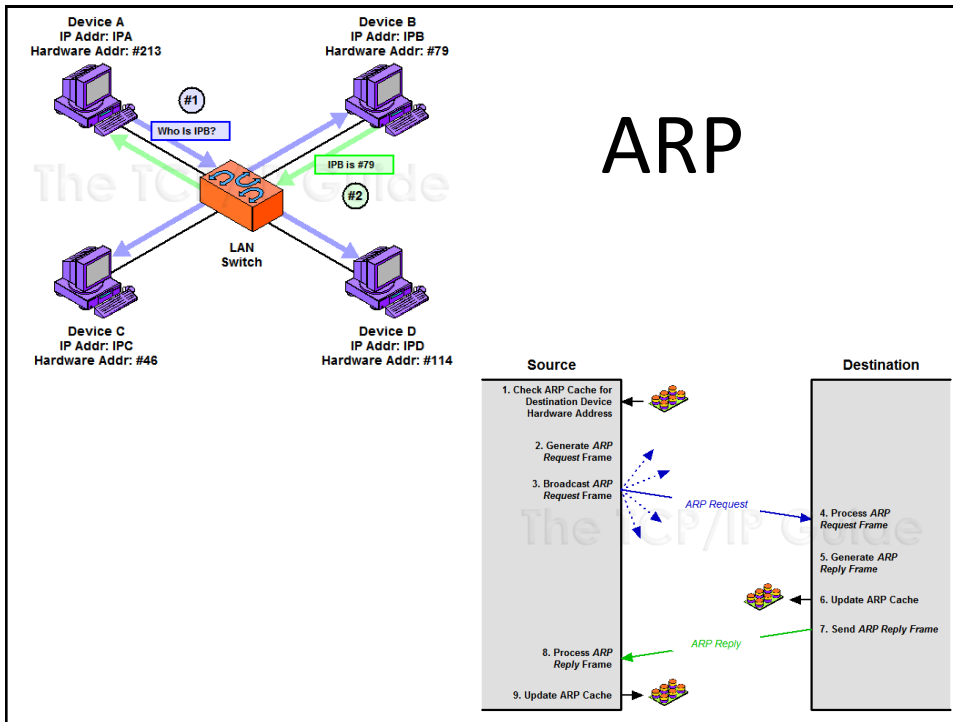 Device A
IP Addr: IPA
Hardware Addr: #213
Device B
IP Addr: IPB
Hardware Addr: #79
#1
Who Is IPB?
IPB is #79
#2
The TCP/IP Guide
LAN
Switch
Device C
IP Addr: IPC
Hardware Addr: #46
Device D
IP Addr: IPD
Hardware Addr: #114
ARP
Source
Destination
1. Check ARP Cache for
Destination Device
Hardware Address
2. Generate ARP
Request Frame
3. Broadcast ARP
Request Frame
ARP Request
The TCP/IP Guide
4. Process ARP
Request Frame
5. Generate ARP
Reply Frame
6. Update ARP Cache
7. Send ARP Reply Frame
ARP Reply
8. Process ARP
Reply Frame
9. Update ARP Cache